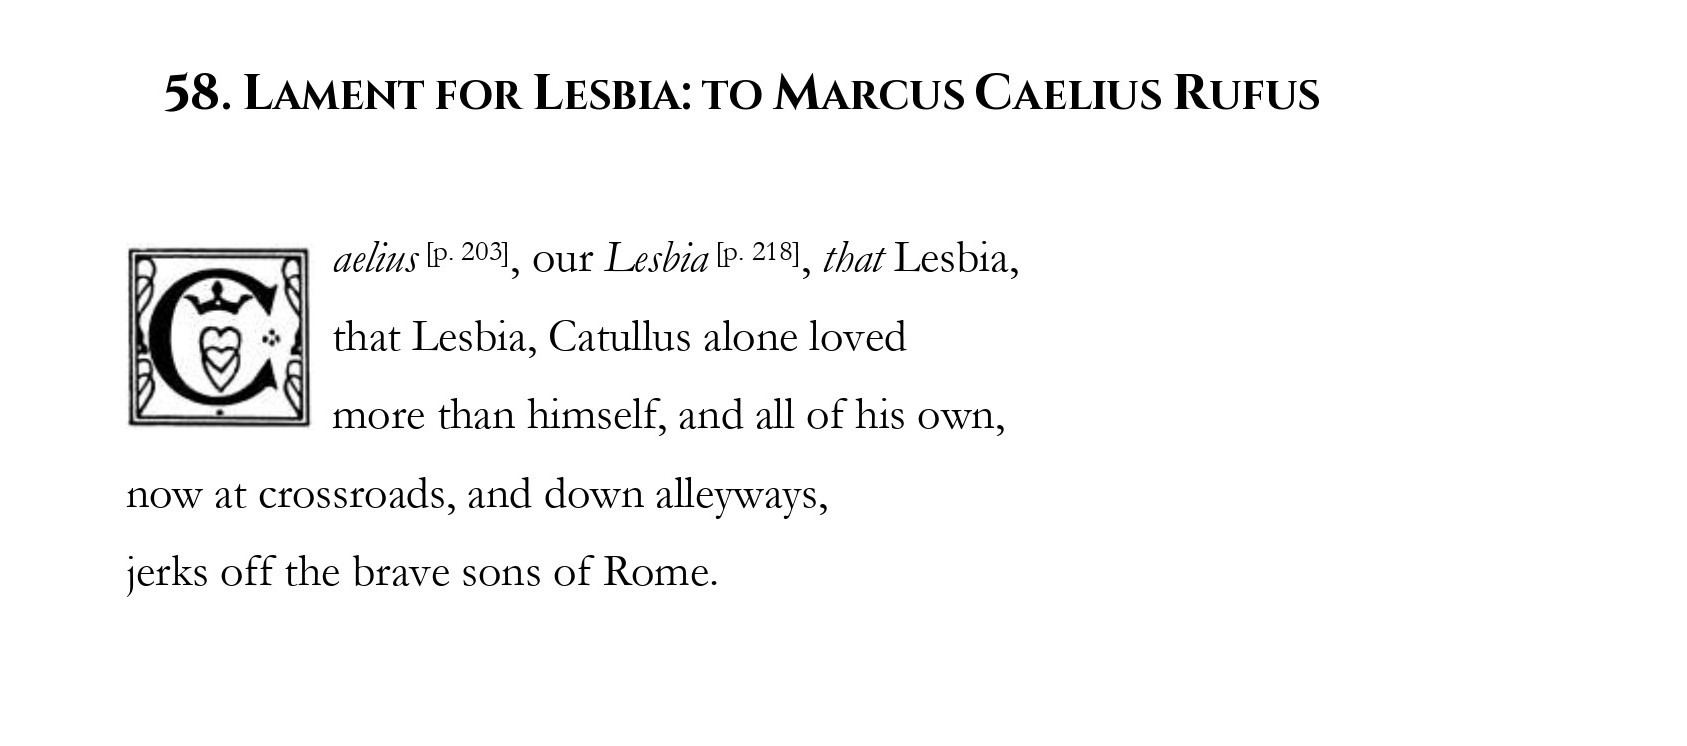 58. LAMENT FOR LESBIA: TO MARCUS CAELIUS RUFUS
Caelius [p. 203], our Lesbia [p. 218], that Lesbia,
that Lesbia, Catullus alone loved
more than himself, and all of his own,
now at crossroads, and down alleyways,
jerks off the brave sons of Rome.